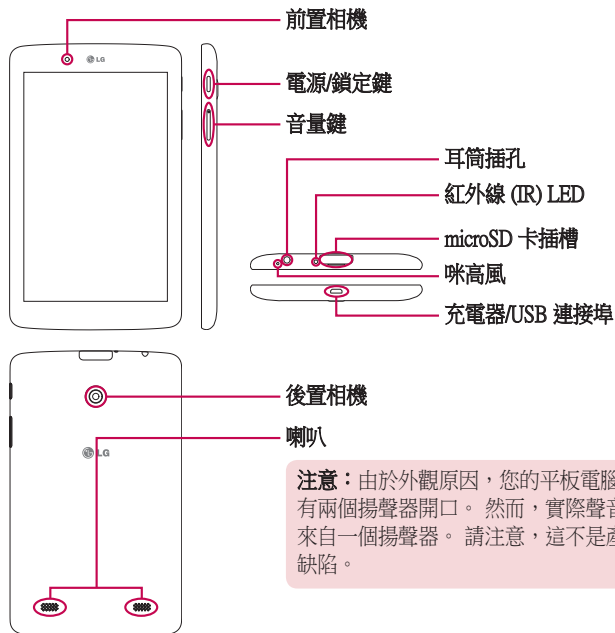 前置相機
LG
電源/鎖定鍵
音量鍵
耳筒插孔
紅外線 (IR) LED
microSD 卡插槽
咪高風
充電器/USB 連接埠
後置相機
喇叭
LG
注意：由於外觀原因，您的平板電腦
有兩個揚聲器開口。 然而，實際聲音
來自一個揚聲器。 請注意，這不是產
缺陷。